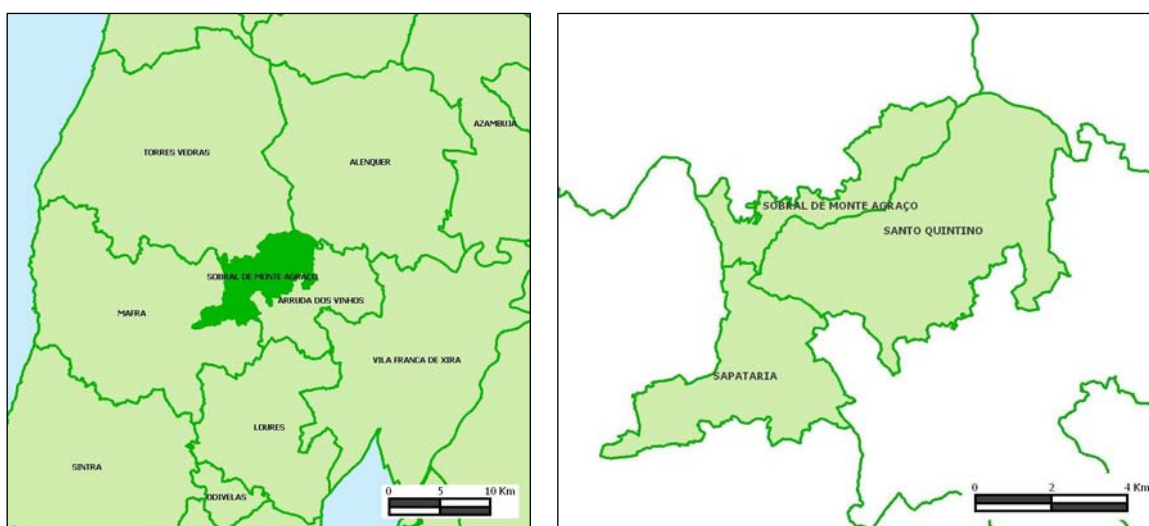 AZAMBUJA
TORRES VEDRAS
ALENQUER
SOBRAL DE MONTE AGRAÇO
ARRUDA DOS VINHOS
MAFRA
VILA FRANCA DE XIRA
LOURES
SINTRA
ODIVELAS
0 5 10 Km
SOBRAL DE MONTE AGRAÇO
SANTO QUINTINO
SAPATARIA
0 2 4 Km